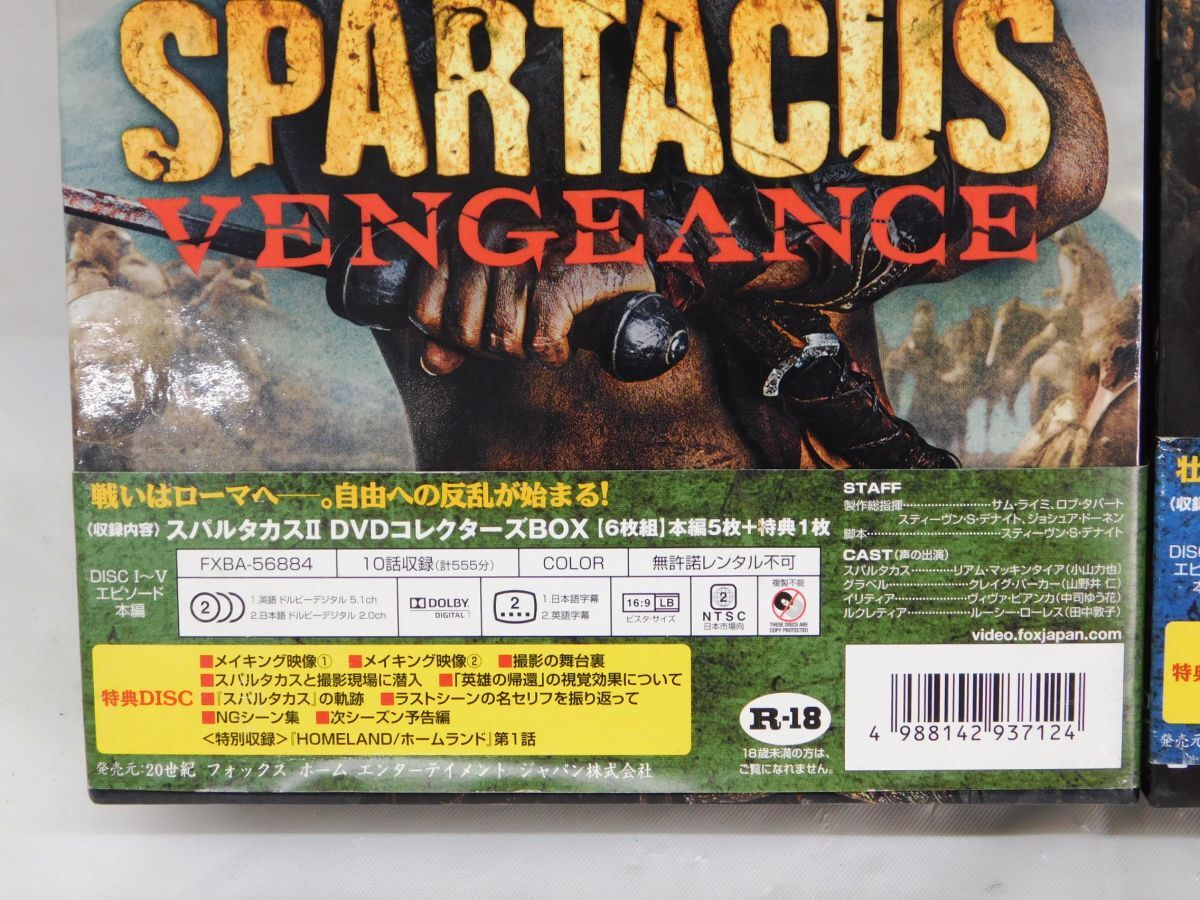 SPARTACUS
VENGEANCE
戦いはローマへ──。自由への反乱が始まる!
〈収録内容〉スパルタカスII DVDコレクターズBOX【6枚組】本編5枚+特典1枚
DISC I〜V
エピソード
本編
FXBA-56884
10話収録(計555分)
COLOR
無許諾レンタル不可
2
1.英語 ドルビーデジタル 5.1ch
2.日本語 ドルビーデジタル 2.0ch
DOLBY
DIGITAL
2
1.日本語字幕
2.英語字幕
16:9 LB
ビスタ・サイズ
2
NTSC
日本市場向
複製不能
THESE DISCS ARE
COPY PROTECTED
特典DISC
■メイキング映像① ■メイキング映像② ■撮影の舞台裏
■スパルタカスと撮影現場に潜入 ■「英雄の帰還」の視覚効果について
■『スパルタカス』の軌跡 ■ラストシーンの名セリフを振り返って
■NGシーン集 ■次シーズン予告編
<特別収録>『HOMELAND/ホームランド』第1話
発売元:20世紀 フォックス ホーム エンターテイメント ジャパン株式会社
R-18
18歳未満の方は、
ご覧になれません。
STAFF
製作総指揮……サム・ライミ、ロブ・タパート
スティーヴン・S・デナイト、ジョシュア・ドーネン
脚本……スティーヴン・S・デナイト
CAST(声の出演)
スパルタカス……リアム・マッキンタイア(小山力也)
グラベル……クレイグ・パーカー(山野井 仁)
イリティア……ヴィヴァ・ビアンカ(中司ゆう花)
ルクレティア……ルーシー・ローレス(田中敦子)
video.foxjapan.com
4 988142 937124
壮
〈収録
DISC
エピ
特典
発売元